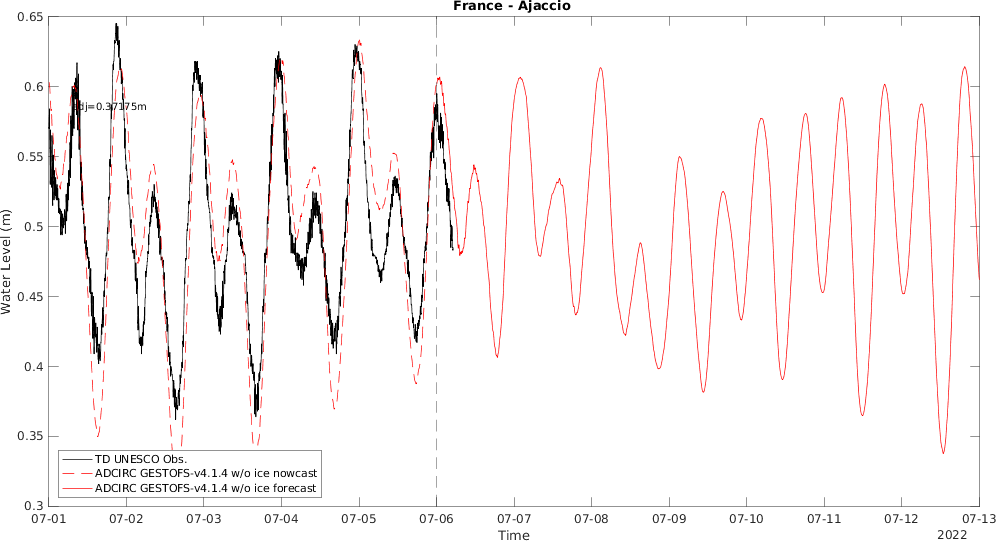 France - Ajaccio
0.65
0.6
0.55
0.5
0.45
0.4
0.35
0.3
Water Level (m)
adj=0.37175m
TD UNESCO Obs.
ADCIRC GESTOFS-v4.1.4 w/o ice nowcast
ADCIRC GESTOFS-v4.1.4 w/o ice forecast
07-01 07-02 07-03 07-04 07-05 07-06 07-07 07-08 07-09 07-10 07-11 07-12 07-13
Time
2022